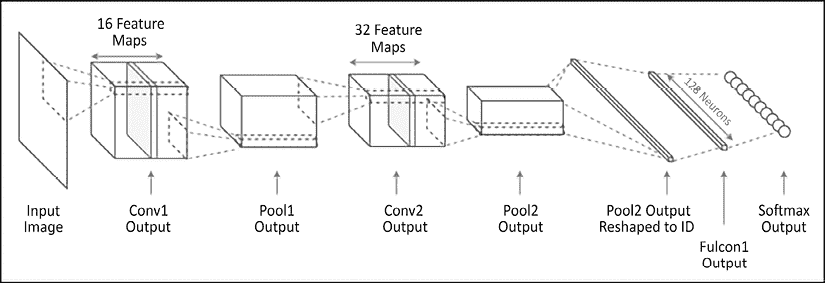 16 Feature
Maps
32 Feature
Maps
128 Neurons
Input
Image
Conv1
Output
Pool1
Output
Conv2
Output
Pool2
Output
Pool2 Output
Reshaped to ID
Fulcon1
Output
Softmax
Output